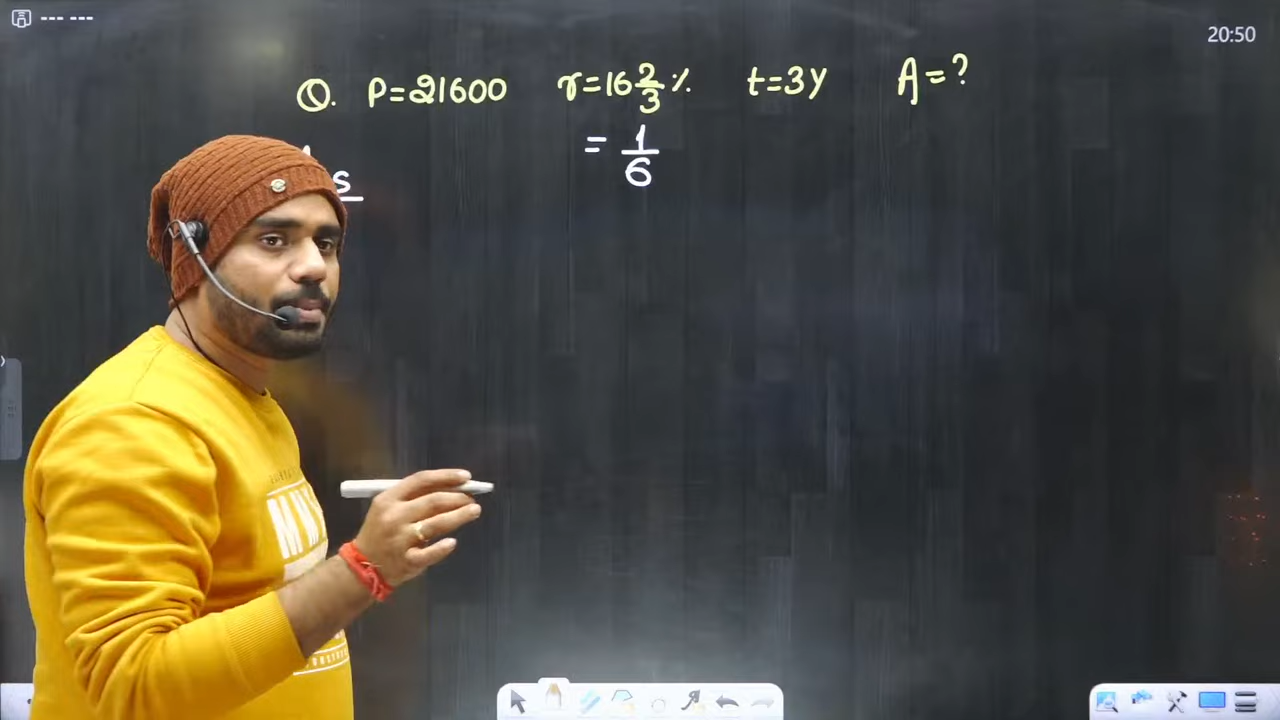 20:50
Q. P=21600 r=16 2/3 % t=3y A=?
= 1/6